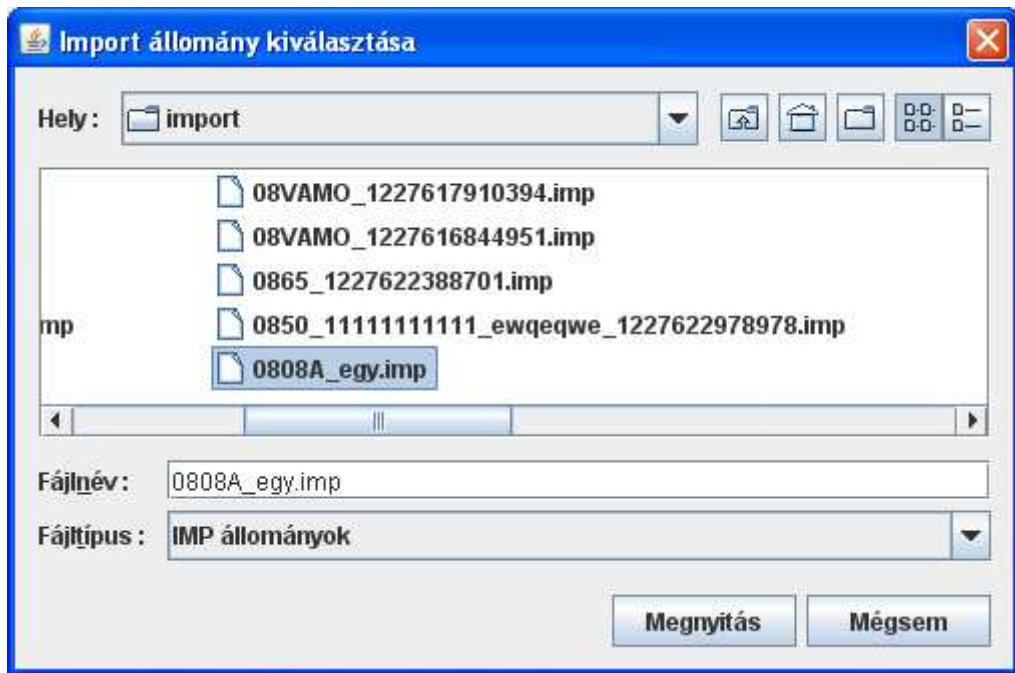 Import állomány kiválasztása
Hely: import
08VAMO_1227617910394.imp
08VAMO_1227616844951.imp
0865_1227622388701.imp
mp 0850_11111111111_ewqeqwe_1227622978978.imp
0808A_egy.imp
Fájlnév: 0808A_egy.imp
Fájltípus: IMP állományok
Megnyitás Mégsem